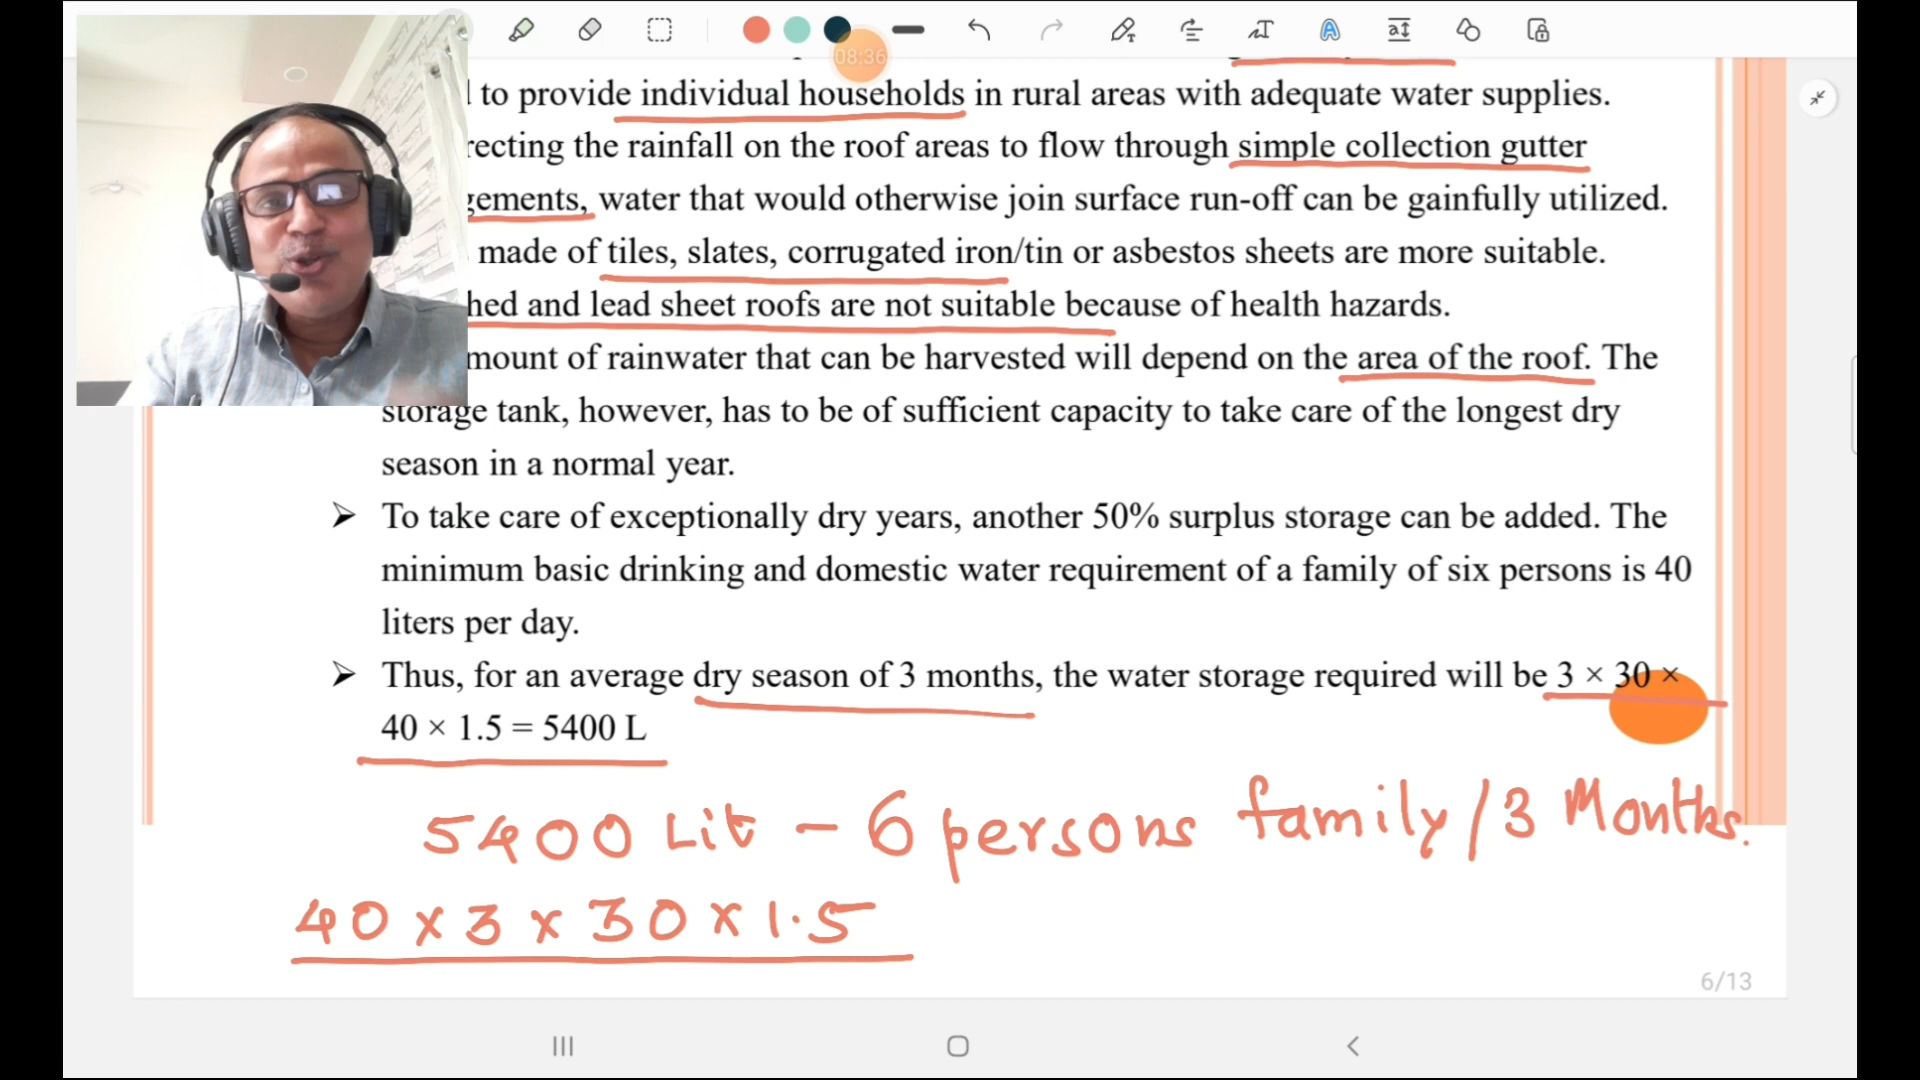 08:36
to provide individual households in rural areas with adequate water supplies.
recting the rainfall on the roof areas to flow through simple collection gutter
gements, water that would otherwise join surface run-off can be gainfully utilized.
made of tiles, slates, corrugated iron/tin or asbestos sheets are more suitable.
hed and lead sheet roofs are not suitable because of health hazards.
mount of rainwater that can be harvested will depend on the area of the roof. The
storage tank, however, has to be of sufficient capacity to take care of the longest dry
season in a normal year.
➢ To take care of exceptionally dry years, another 50% surplus storage can be added. The
minimum basic drinking and domestic water requirement of a family of six persons is 40
liters per day.
➢ Thus, for an average dry season of 3 months, the water storage required will be 3 × 30 ×
40 × 1.5 = 5400 L
5400 Lit - 6 persons family/3 Months.
40 x 3 x 30 x 1.5
6/13